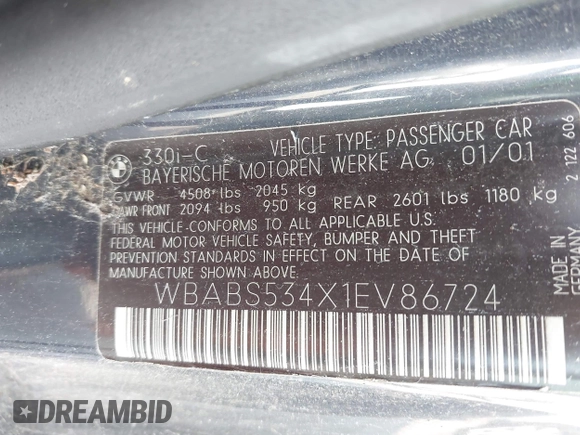 330i-C VEHICLE TYPE: PASSENGER CAR
BAYERISCHE MOTOREN WERKE AG 01/01
GVWR 4508 lbs 2045 kg
GAWR FRONT 2094 lbs 950 kg REAR 2601 lbs 1180 kg
THIS VEHICLE-CONFORMS TO ALL APPLICABLE U.S.
FEDERAL MOTOR VEHICLE SAFETY, BUMPER AND THEFT
PREVENTION STANDARDS IN EFFECT ON THE DATE OF
MANUFACTURE SHOWN ABOVE.
WBABS534X1EV86724
MADE IN
GERMANY
2 122 606
DREAMBID